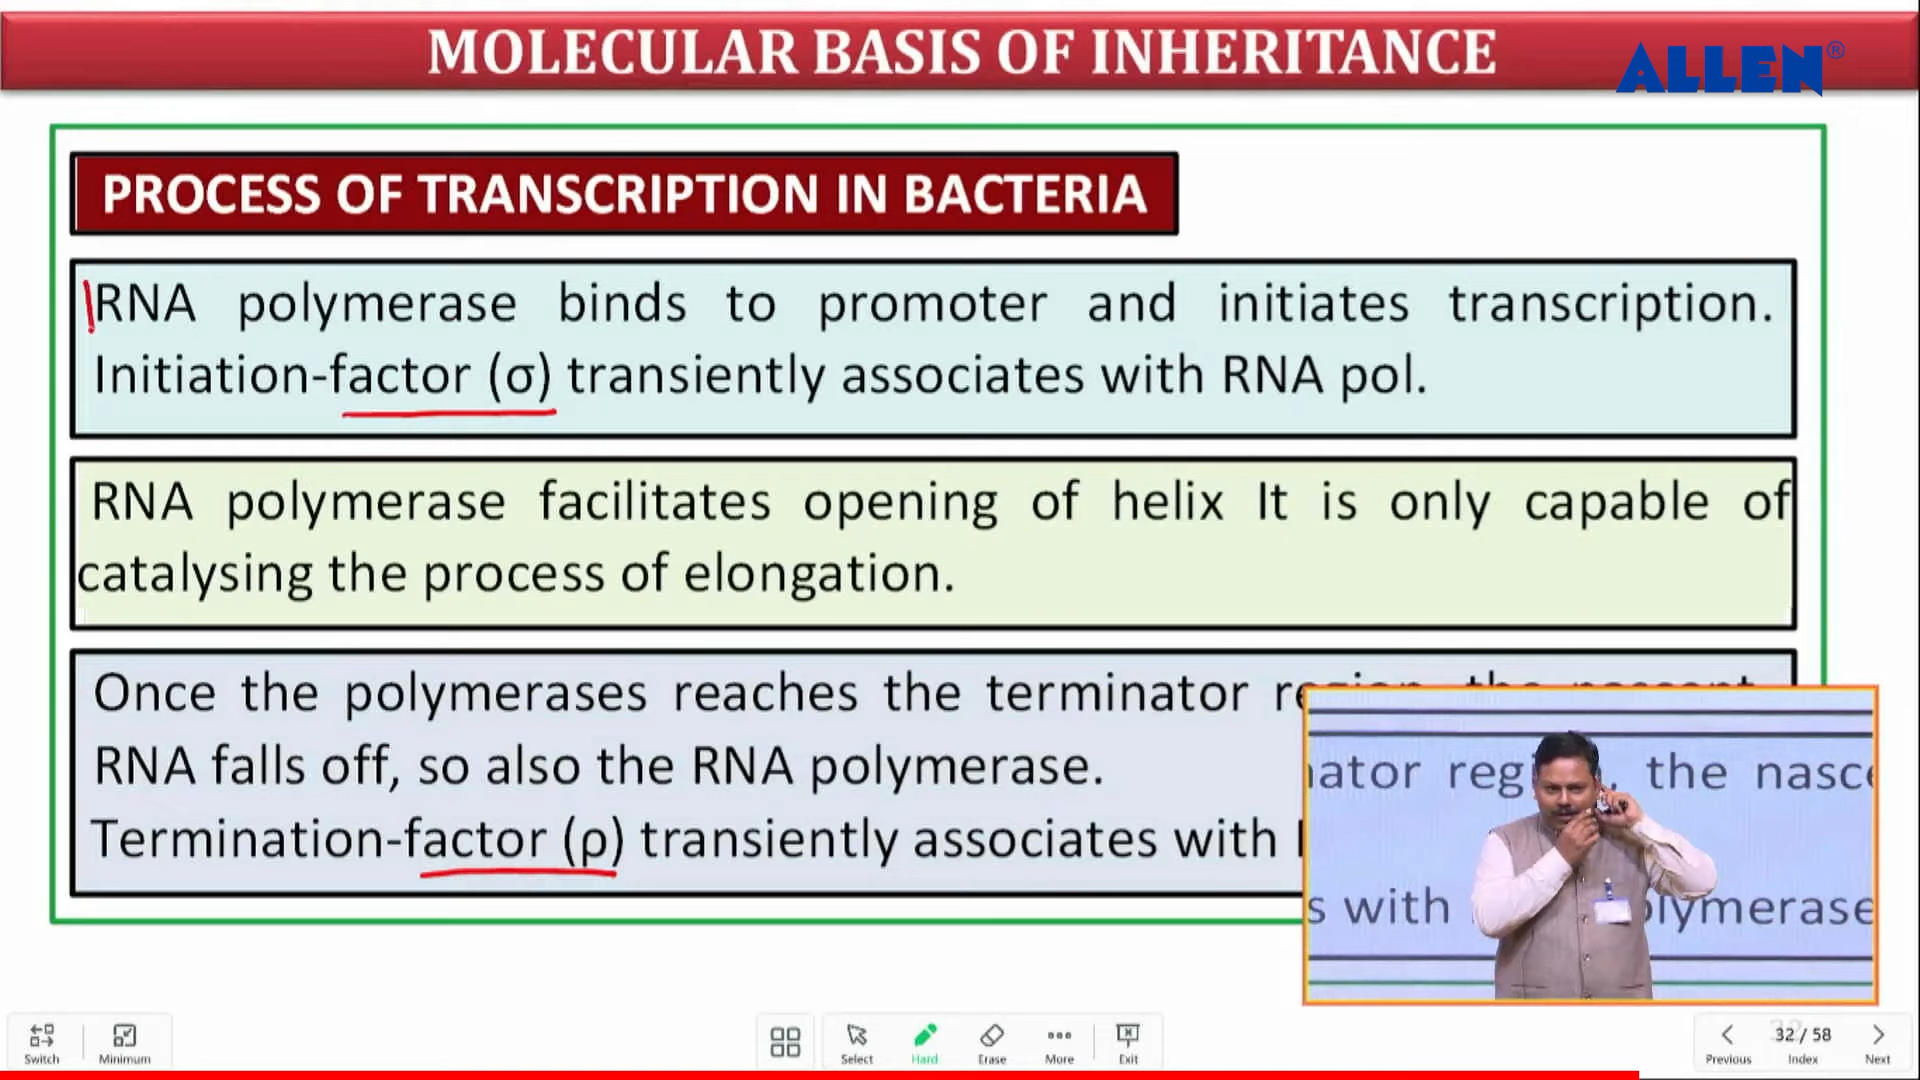 MOLECULAR BASIS OF INHERITANCE
ALLEN®
PROCESS OF TRANSCRIPTION IN BACTERIA
RNA polymerase binds to promoter and initiates transcription.
Initiation-factor (σ) transiently associates with RNA pol.
RNA polymerase facilitates opening of helix It is only capable of
catalysing the process of elongation.
Once the polymerases reaches the terminator region, the nascent
RNA falls off, so also the RNA polymerase.
Termination-factor (ρ) transiently associates with
the
with
Switch
Minimum
Select
Hard
Erase
More
Exit
Previous
32/58
Index
Next